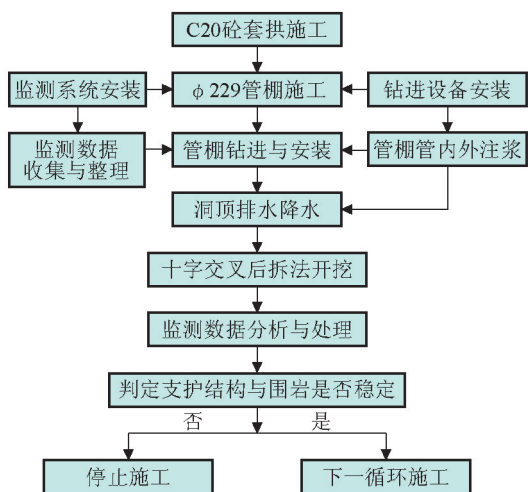 C20砼套拱施工
监测系统安装
φ229管棚施工
钻进设备安装
监测数据
收集与整理
管棚钻进与安装
管棚管内外注浆
洞顶排水降水
十字交叉后拆法开挖
监测数据分析与处理
判定支护结构与围岩是否稳定
否
是
停止施工
下一循环施工